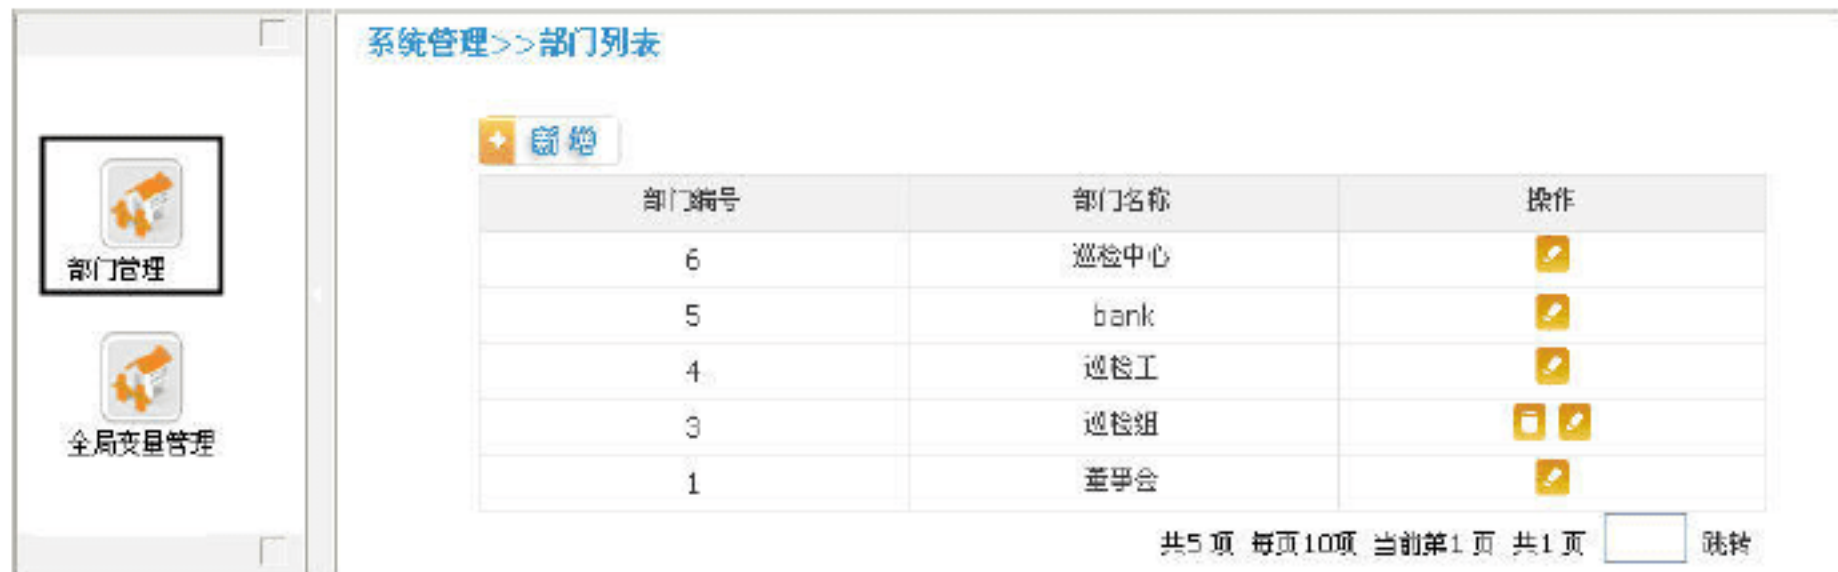 系统管理>>部门列表
新增
部门管理
全局变量管理
部门编号 部门名称 操作
6 巡检中心
5 bank
4 巡检工
3 巡检组
1 董事会
共5项 每页10项 当前第1页 共1页 跳转